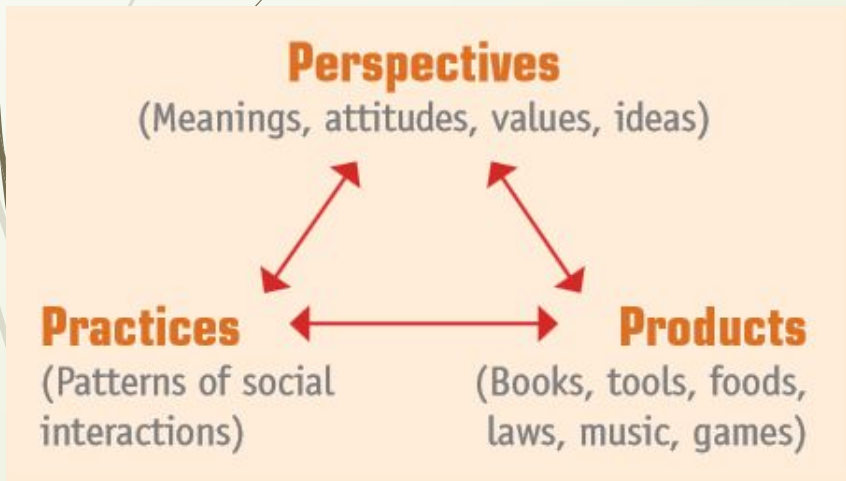 Perspectives
(Meanings, attitudes, values, ideas)
Practices
(Patterns of social
interactions)
Products
(Books, tools, foods,
laws, music, games)